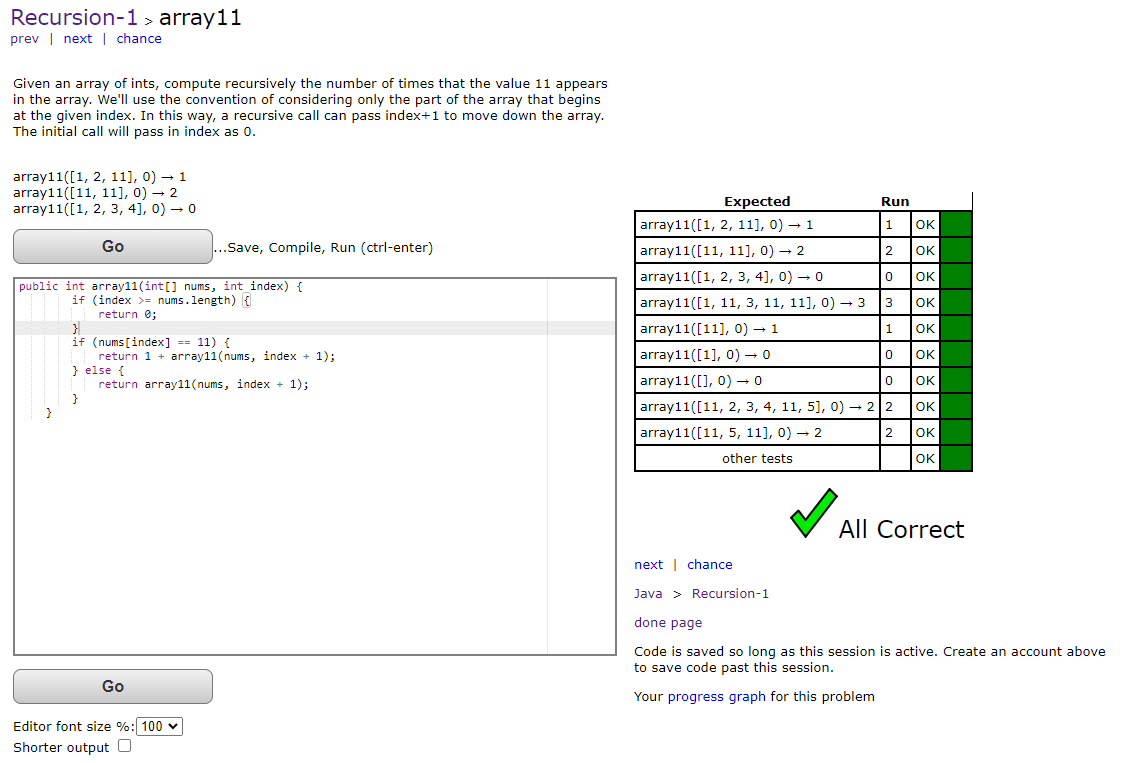 Recursion-1 > array11
prev | next | chance
Given an array of ints, compute recursively the number of times that the value 11 appears
in the array. We'll use the convention of considering only the part of the array that begins
at the given index. In this way, a recursive call can pass index+1 to move down the array.
The initial call will pass in index as 0.
array11([1, 2, 11], 0) → 1
array11([11, 11], 0) → 2
array11([1, 2, 3, 4], 0) → 0
Go
...Save, Compile, Run (ctrl-enter)
public int array11(int[] nums, int index) {
if (index >= nums.length) {
return 0;
}
if (nums[index] == 11) {
return 1 + array11(nums, index + 1);
} else {
return array11(nums, index + 1);
}
}
Go
Editor font size %: 100
Shorter output
Expected Run
array11([1, 2, 11], 0) → 1 1 OK
array11([11, 11], 0) → 2 2 OK
array11([1, 2, 3, 4], 0) → 0 0 OK
array11([1, 11, 3, 11, 11], 0) → 3 3 OK
array11([11], 0) → 1 1 OK
array11([1], 0) → 0 0 OK
array11([], 0) → 0 0 OK
array11([11, 2, 3, 4, 11, 5], 0) → 2 2 OK
array11([11, 5, 11], 0) → 2 2 OK
other tests OK
All Correct
next | chance
Java > Recursion-1
done page
Code is saved so long as this session is active. Create an account above
to save code past this session.
Your progress graph for this problem